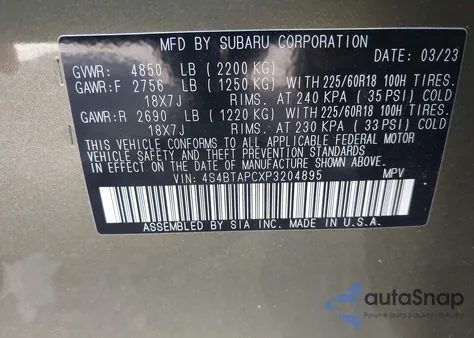 MFD BY SUBARU CORPORATION
DATE: 03/23
GVWR: 4850 LB (2200 KG)
GAWR:F 2756 LB (1250 KG) WITH 225/60R18 100H TIRES.
18X7J RIMS. AT 240 KPA (35 PSI) COLD
GAWR:R 2690 LB (1220 KG) WITH 225/60R18 100H TIRES.
18X7J RIMS. AT 230 KPA (33 PSI) COLD
THIS VEHICLE CONFORMS TO ALL APPLICABLE FEDERAL MOTOR
VEHICLE SAFETY AND BUMPER STANDARDS
IN EFFECT ON THE DATE OF MANUFACTURE SHOWN ABOVE.
VIN: 4S4BTAPCXP3204895 MPV
ASSEMBLED BY SIA INC. MADE IN U.S.A.
autoSnap